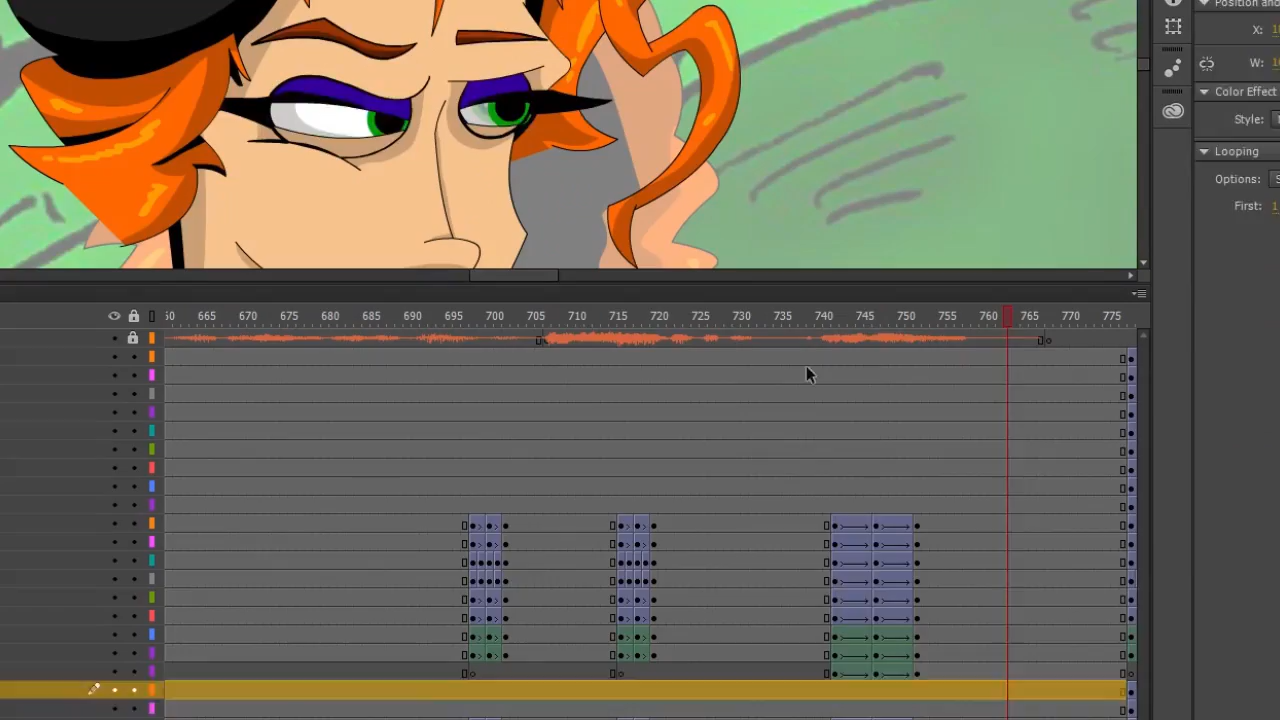 Position and
X:
W:
Color Effect
Style:
Looping
Options:
First: 1
60 665 670 675 680 685 690 695 700 705 710 715 720 725 730 735 740 745 750 755 760 765 770 775